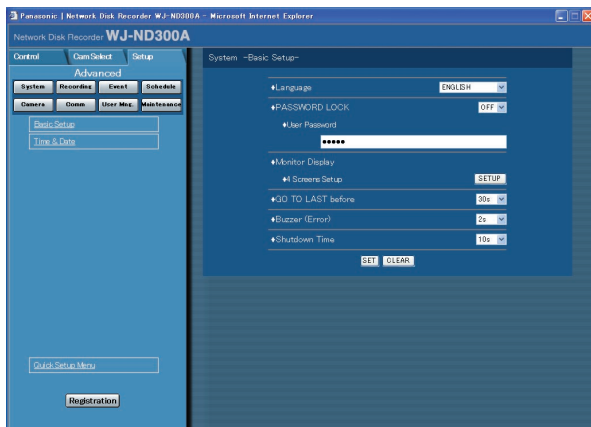 Panasonic | Network Disk Recorder WJ-ND300A - Microsoft Internet Explorer
Network Disk Recorder WJ-ND300A
Control Cam Select Setup
Advanced
System Recording Event Schedule
Camera Comm User Mng. Maintenance
Basic Setup
Time & Date
Quick Setup Menu
Registration
System -Basic Setup-
♦Language ENGLISH
♦PASSWORD LOCK OFF
♦User Password
•••••
♦Monitor Display
♦4 Screens Setup SETUP
♦GO TO LAST before 30s
♦Buzzer (Error) 2s
♦Shutdown Time 10s
SET CLEAR